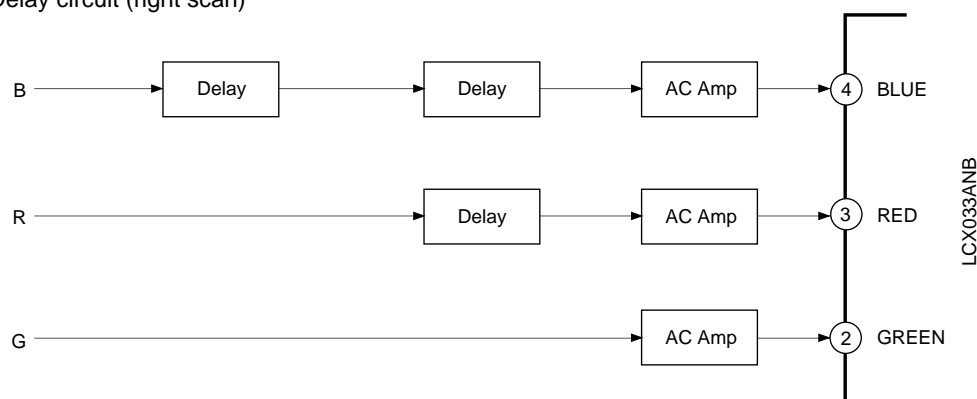 circuit (right scan)
B Delay Delay AC Amp 4 BLUE
R Delay AC Amp 3 RED
G AC Amp 2 GREEN
LCX033ANB